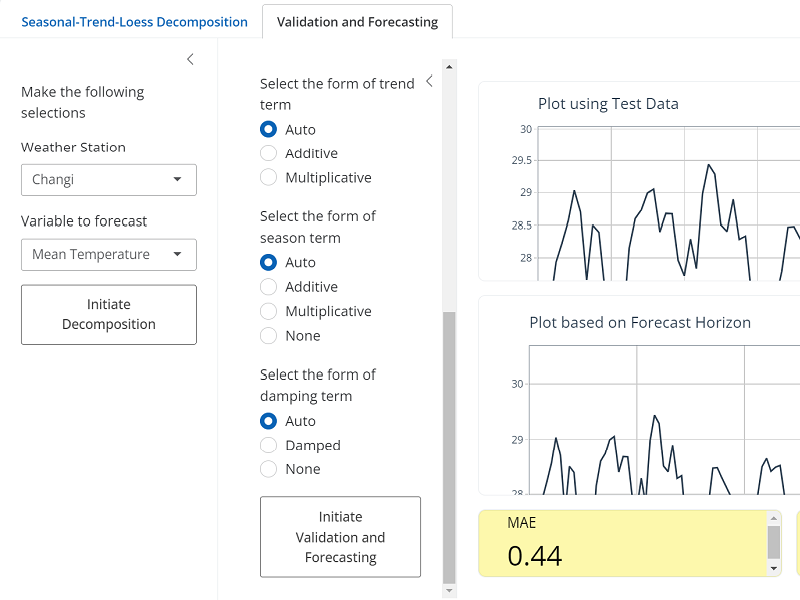 Seasonal-Trend-Loess Decomposition
Validation and Forecasting
Make the following
selections
Weather Station
Changi
Variable to forecast
Mean Temperature
Initiate
Decomposition
Select the form of trend
term
Auto
Additive
Multiplicative
Select the form of
season term
Auto
Additive
Multiplicative
None
Select the form of
damping term
Auto
Damped
None
Initiate
Validation and
Forecasting
Plot using Test Data
30
29.5
29
28.5
28
Plot based on Forecast Horizon
30
29
28
MAE
0.44